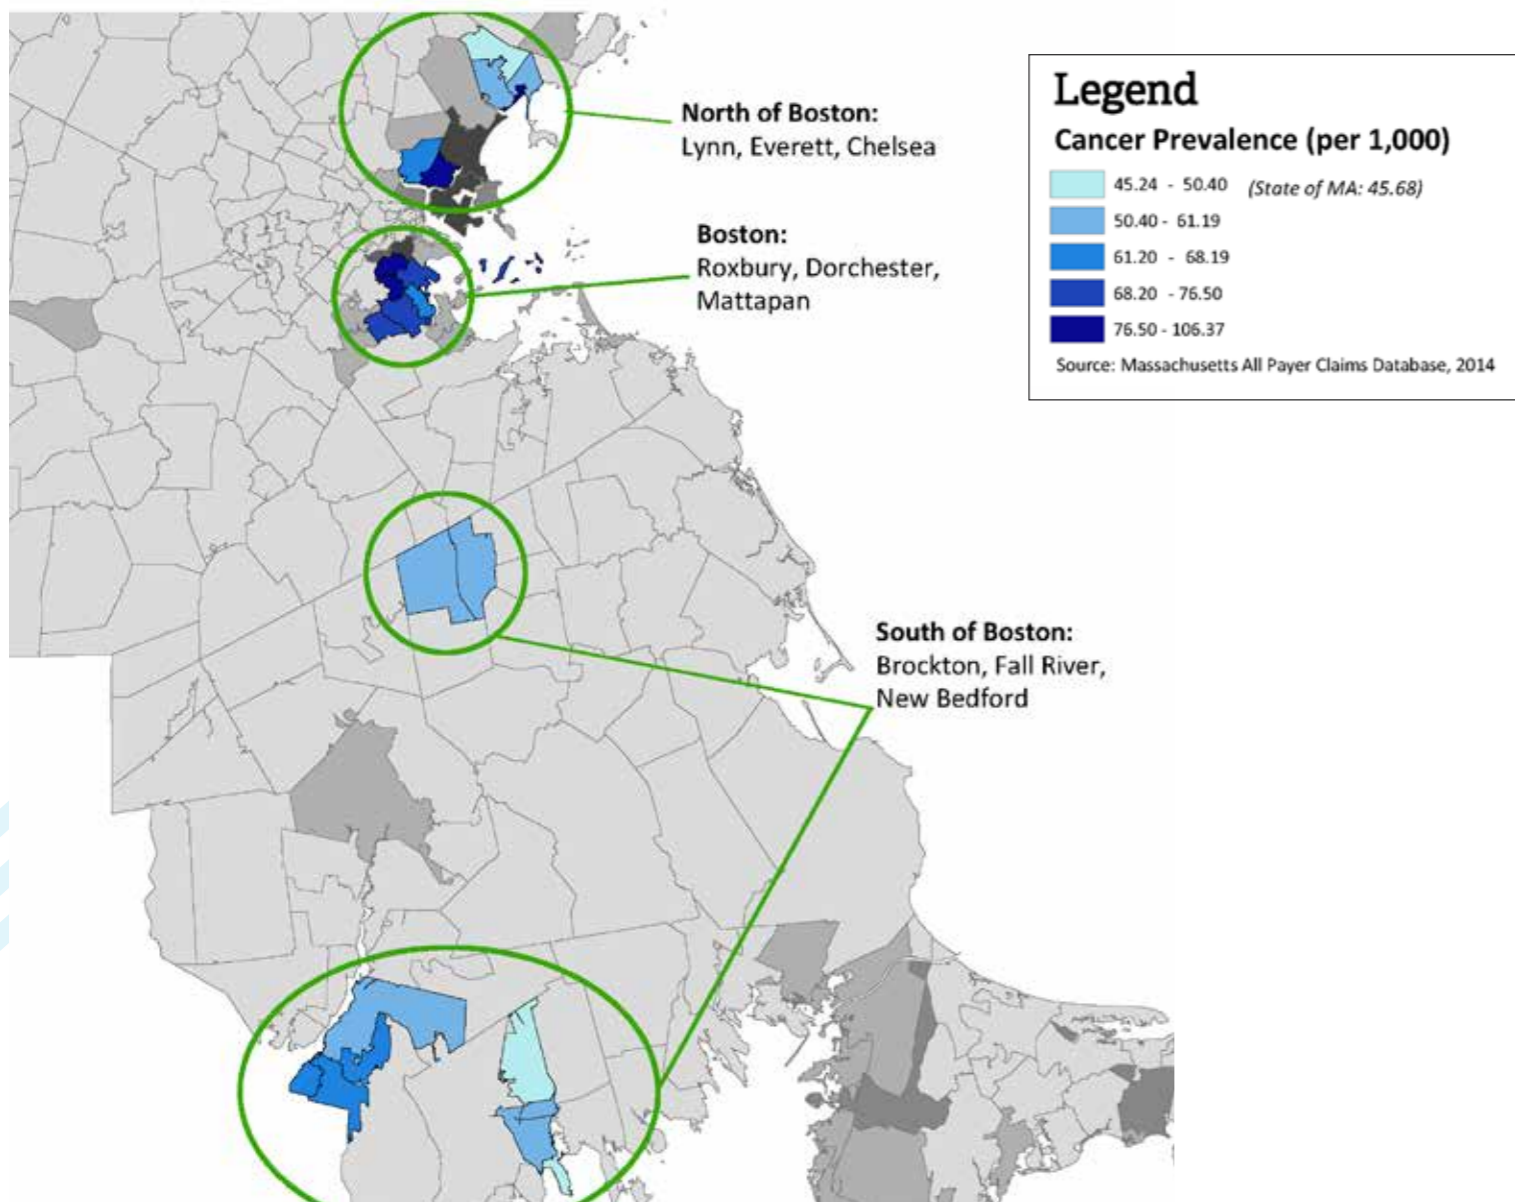 North of Boston:
Lynn, Everett, Chelsea
Boston:
Roxbury, Dorchester,
Mattapan
South of Boston:
Brockton, Fall River,
New Bedford
Legend
Cancer Prevalence (per 1,000)
45.24 - 50.40 (State of MA: 45.68)
50.40 - 61.19
61.20 - 68.19
68.20 - 76.50
76.50 - 106.37
Source: Massachusetts All Payer Claims Database, 2014